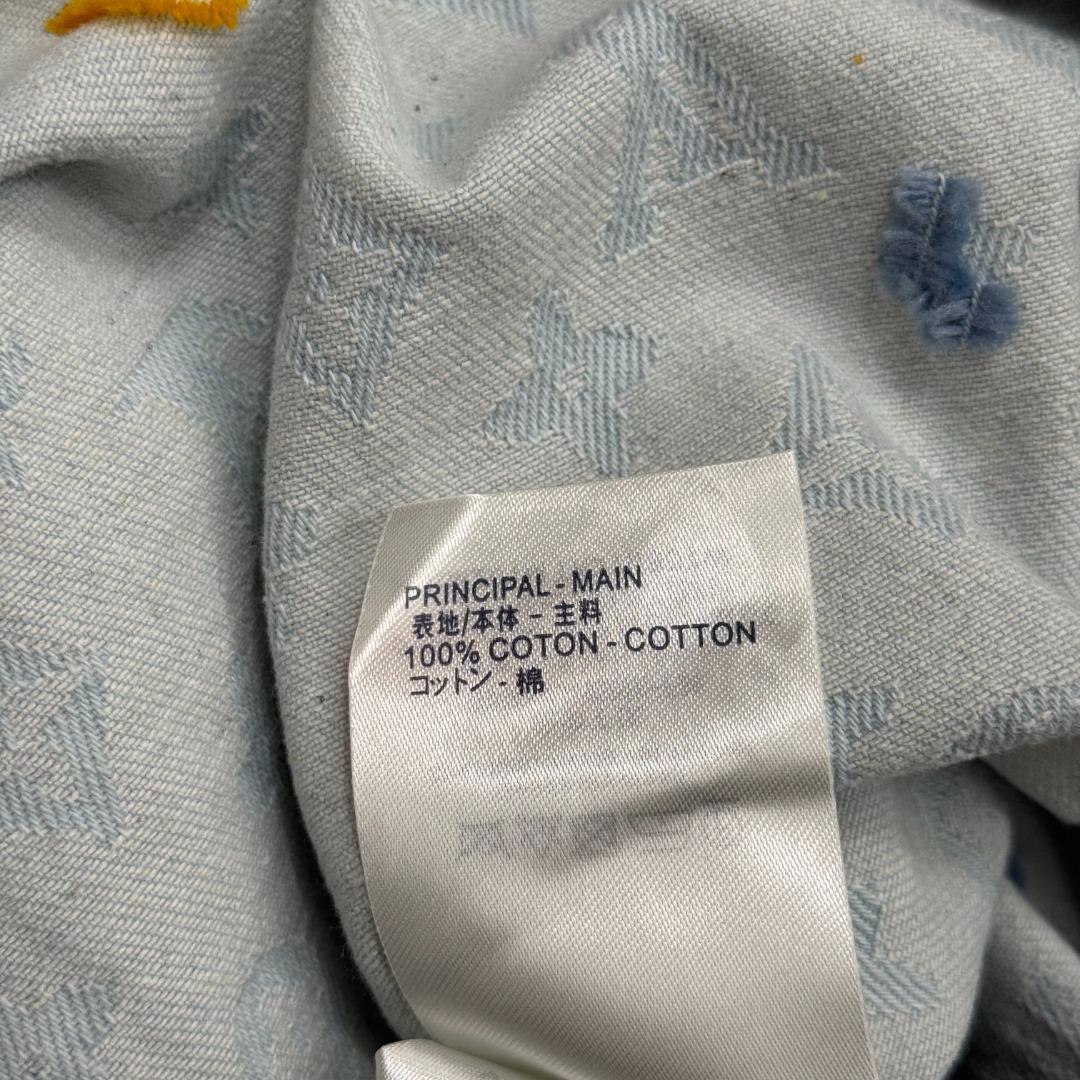 PRINCIPAL - MAIN
表地/本体 - 主料
100% COTON - COTTON
コットン - 棉